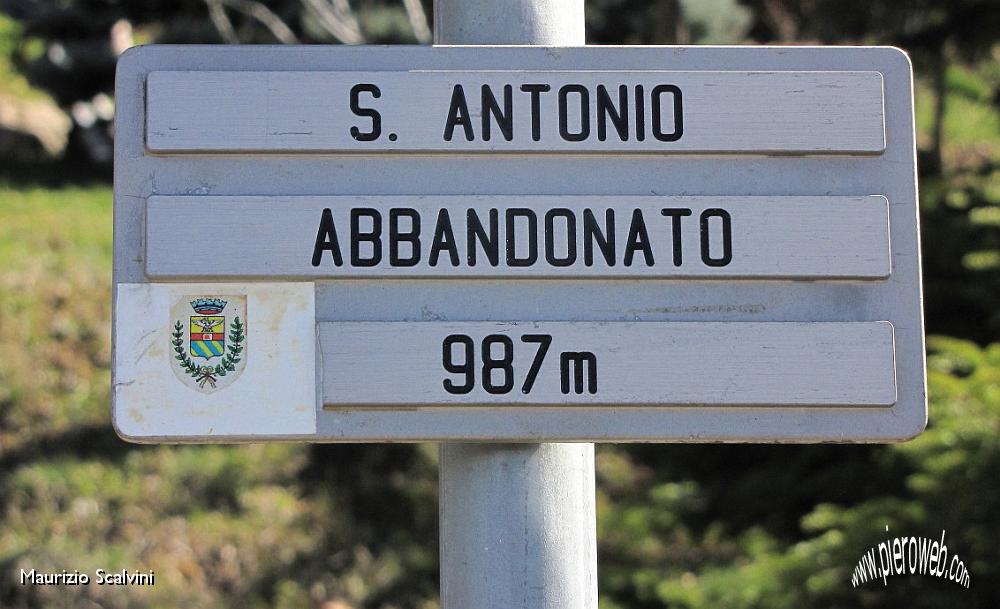 S. ANTONIO
ABBANDONATO
987m
Maurizio Scalvini
www.pieroweb.com